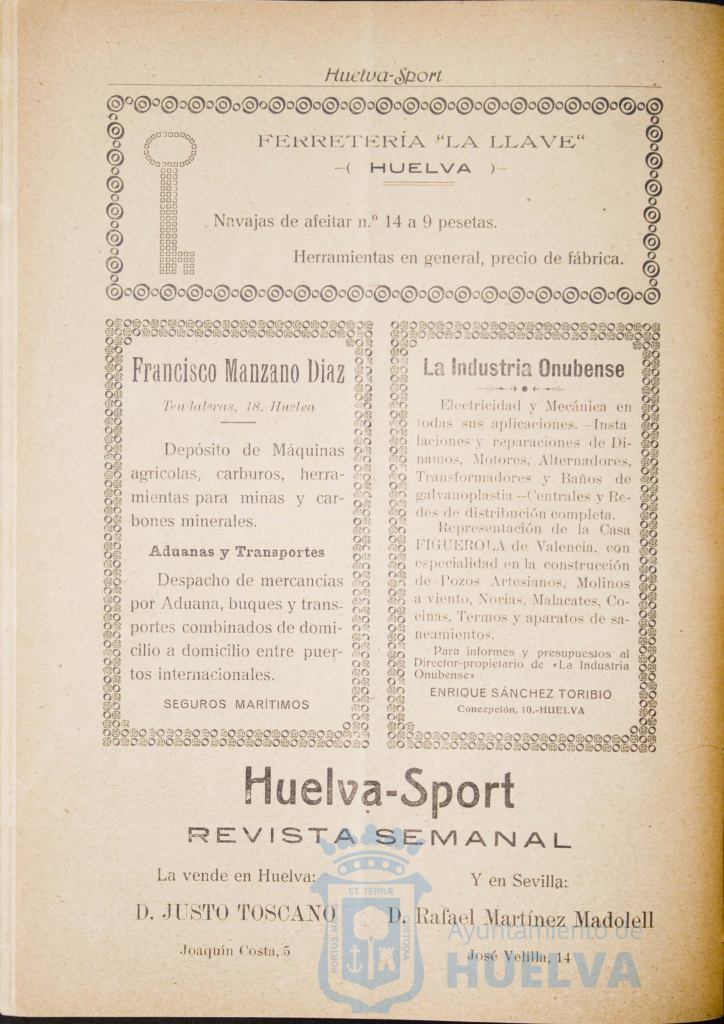 Huelva-Sport
FERRETERÍA "LA LLAVE"
—( HUELVA )—
Navajas de afeitar n.º 14 a 9 pesetas.
Herramientas en general, precio de fábrica.
Francisco Manzano Diaz
Tendaleras, 18. Huelva
Depósito de Máquinas
agrícolas, carburos, herra-
mientas para minas y car-
bones minerales.
Aduanas y Transportes
Despacho de mercancías
por Aduana, buques y trans-
portes combinados de domi-
cilio a domicilio entre puer-
tos internacionales.
SEGUROS MARÍTIMOS
La Industria Onubense
Electricidad y Mecánica en
todas sus aplicaciones.—Insta-
laciones y reparaciones de Di-
namos, Motores, Alternadores,
Transformadores y Baños de
galvanoplastia—Centrales y Re-
des de distribución completa.
Representación de la Casa
FIGUEROLA de Valencia, con
especialidad en la construcción
de Pozos Artesianos, Molinos
a viento, Norias, Malacates, Co-
cinas, Termos y aparatos de sa-
neamientos.
Para informes y presupuestos al
Director-propietario de «La Industria
Onubense»
ENRIQUE SÁNCHEZ TORIBIO
Concepción, 10.-HUELVA
Huelva-Sport
REVISTA SEMANAL
La vende en Huelva:
D. JUSTO TOSCANO
Joaquín Costa, 5
Y en Sevilla:
D. Rafael Martínez Madolell
José Velilla, 14
PORTUS MARIS
ET TERRÆ
CUSTODIA
Ayuntamiento de
HUELVA